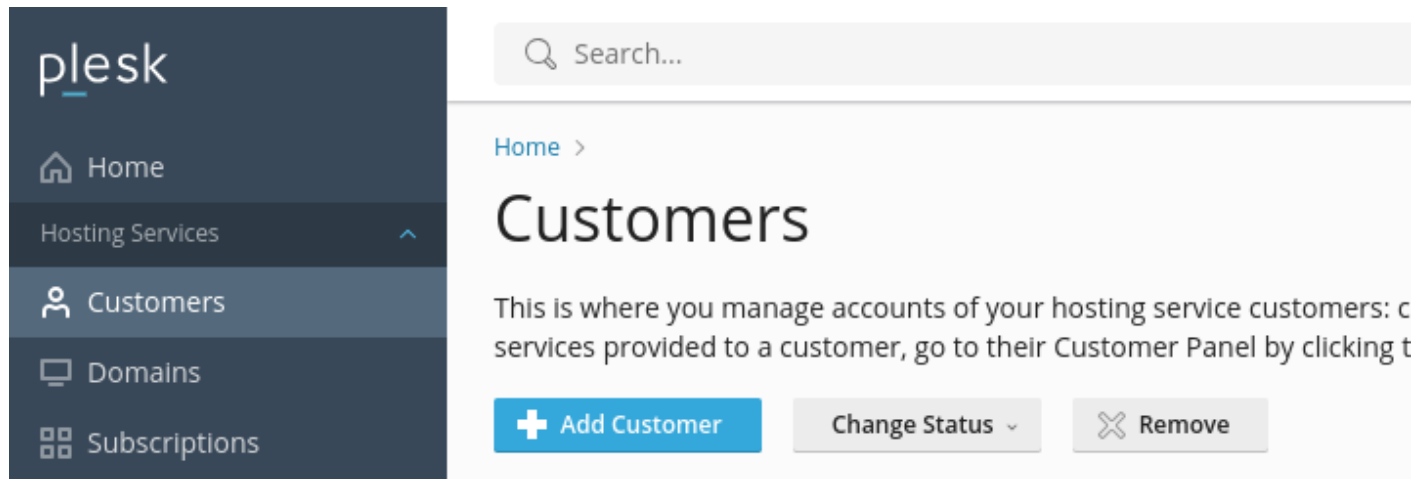 plesk
Home
Hosting Services
Customers
Domains
Subscriptions
Search...
Home >
Customers
This is where you manage accounts of your hosting service customers: c
services provided to a customer, go to their Customer Panel by clicking t
Add Customer
Change Status
Remove